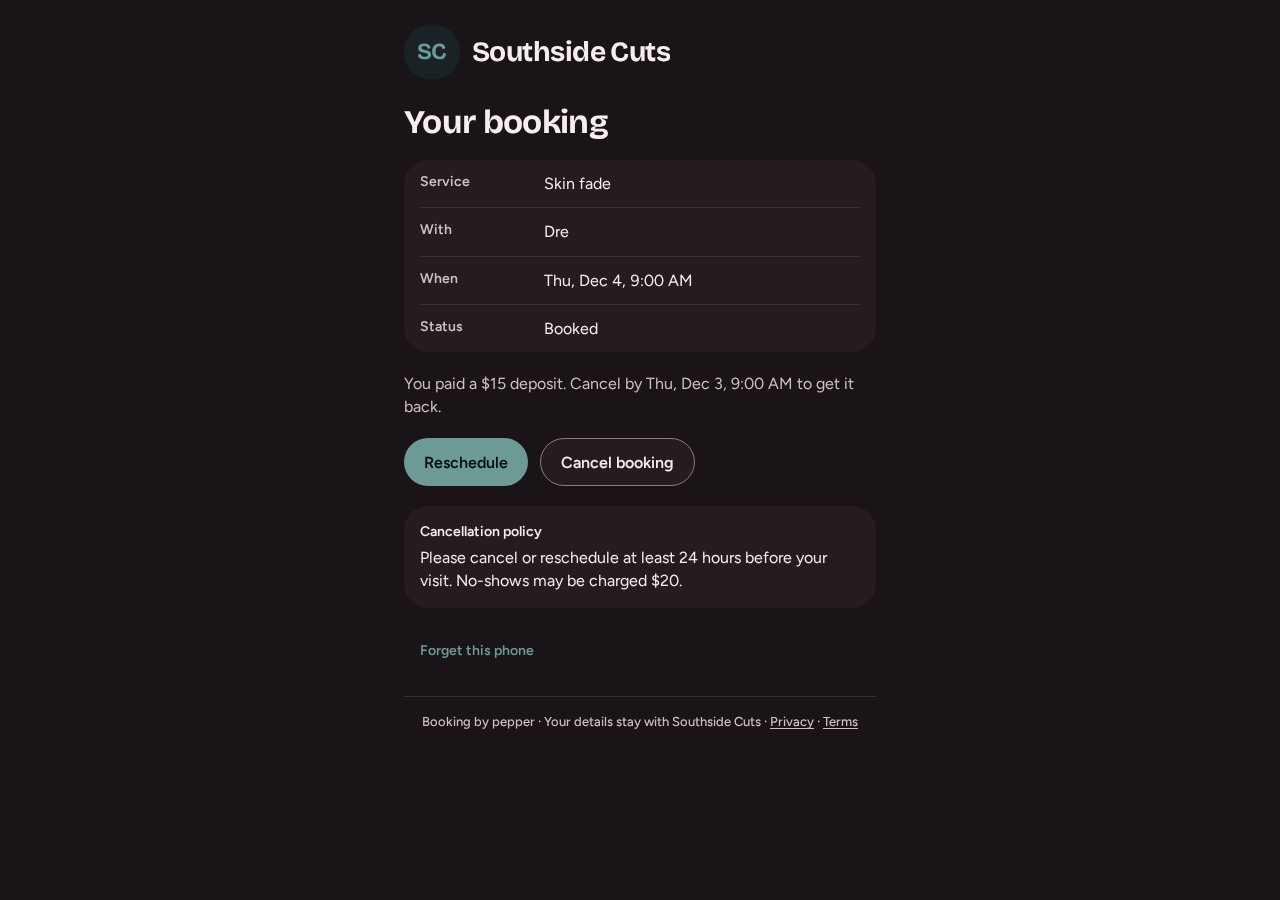 SC
Southside Cuts
Your booking
Service
Skin fade
With
Dre
When
Thu, Dec 4, 9:00 AM
Status
Booked
You paid a $15 deposit. Cancel by Thu, Dec 3, 9:00 AM to get it
back.
Reschedule
Cancel booking
Cancellation policy
Please cancel or reschedule at least 24 hours before your
visit. No-shows may be charged $20.
Forget this phone
Booking by pepper · Your details stay with Southside Cuts · Privacy · Terms